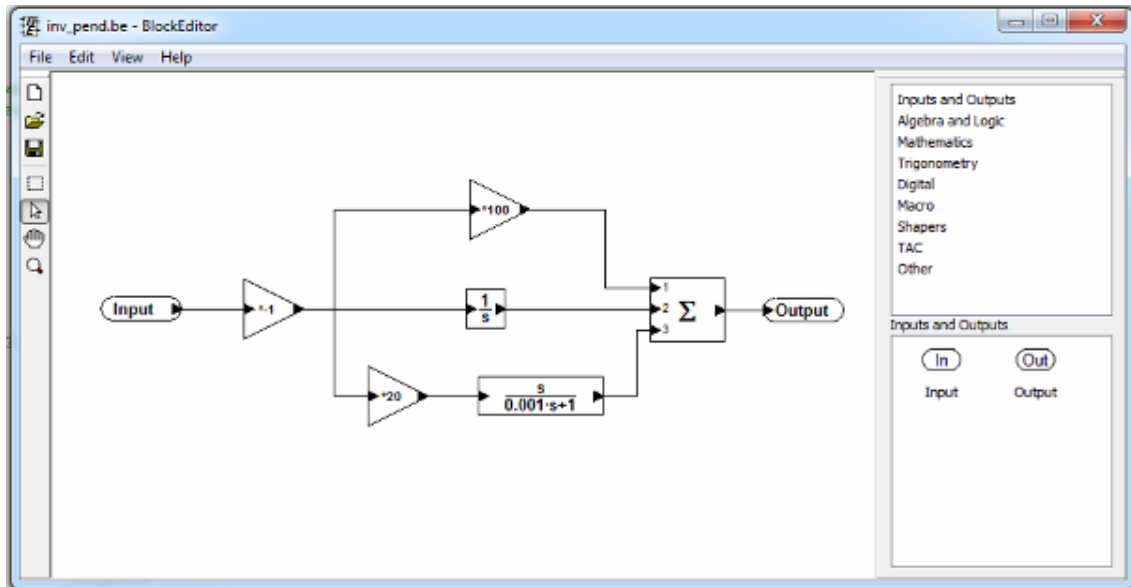 inv_pend.be - BlockEditor
File Edit View Help
Inputs and Outputs
Algebra and Logic
Mathematics
Trigonometry
Digital
Macro
Shapers
TAC
Other
*100
Input
*-1
1
s
1
2
3
Σ
Output
*20
s
0.001·s+1
Inputs and Outputs
In Out
Input Output